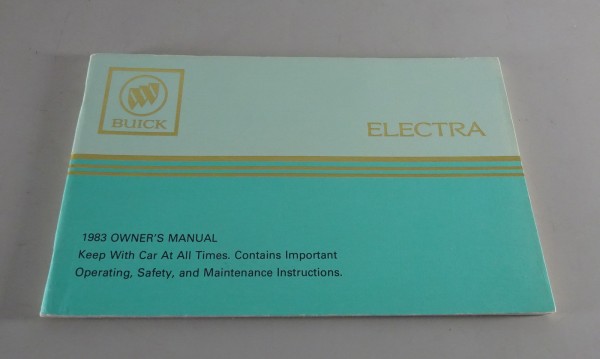 BUICK
ELECTRA
1983 OWNER'S MANUAL
Keep With Car At All Times. Contains Important
Operating, Safety, and Maintenance Instructions.